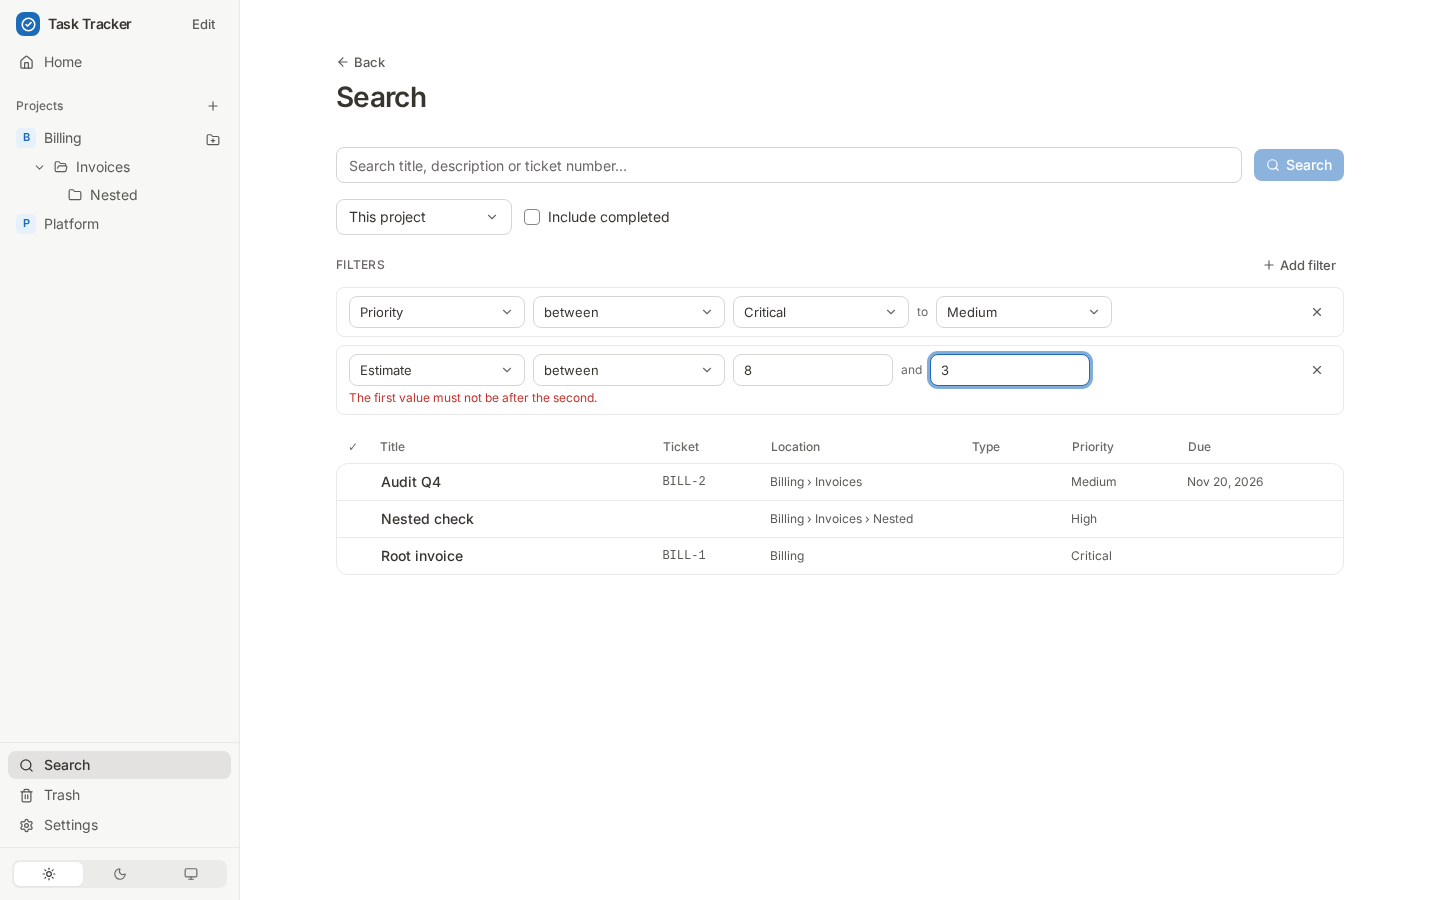 Task Tracker
Edit
Home
Projects
B Billing
Invoices
Nested
P Platform
Search
Trash
Settings
Back
Search
Search title, description or ticket number...
Search
This project
Include completed
FILTERS
Add filter
Priority between Critical to Medium
Estimate between 8 and 3
The first value must not be after the second.
✓ Title Ticket Location Type Priority Due
Audit Q4 BILL-2 Billing › Invoices Medium Nov 20, 2026
Nested check Billing › Invoices › Nested High
Root invoice BILL-1 Billing Critical